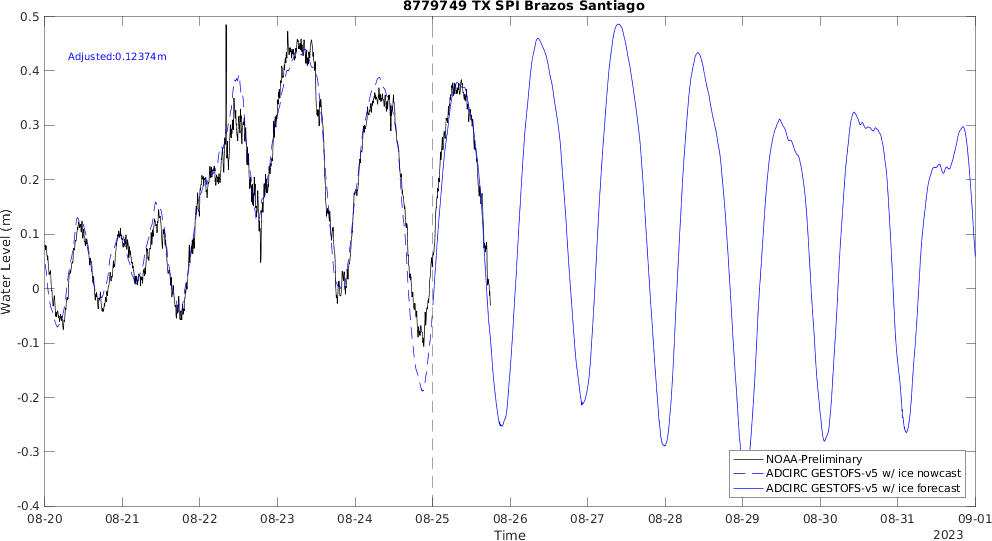 8779749 TX SPI Brazos Santiago
Adjusted:0.12374m
Water Level (m)
0.5
0.4
0.3
0.2
0.1
0
-0.1
-0.2
-0.3
-0.4
NOAA-Preliminary
ADCIRC GESTOFS-v5 w/ ice nowcast
ADCIRC GESTOFS-v5 w/ ice forecast
08-20 08-21 08-22 08-23 08-24 08-25 08-26 08-27 08-28 08-29 08-30 08-31 09-01
Time
2023